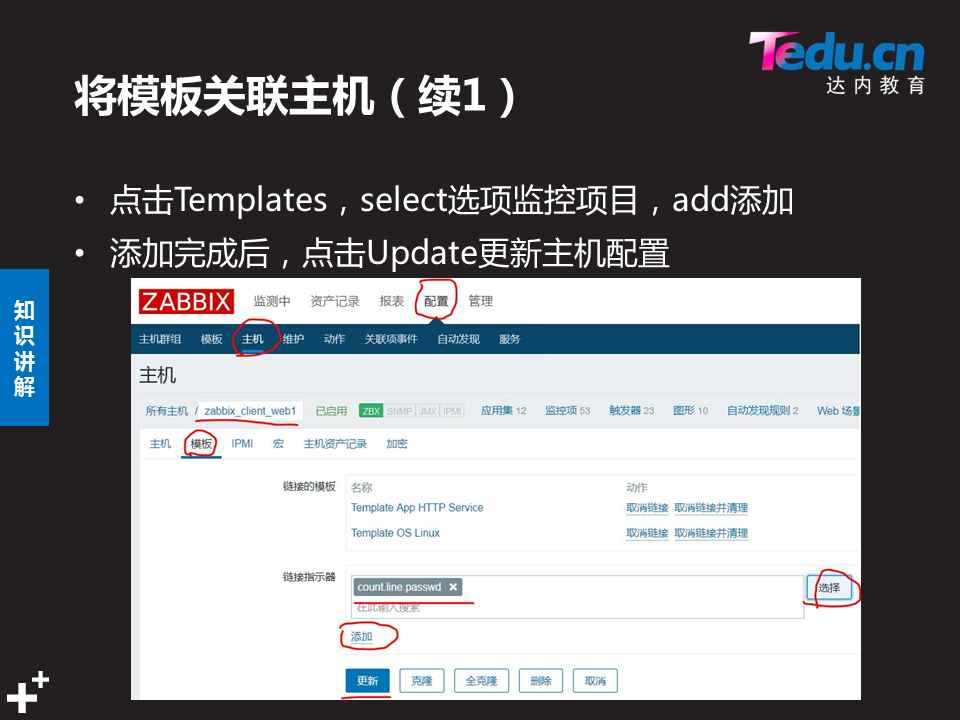 Tedu.cn
达内教育
将模板关联主机（续1）
• 点击Templates，select选项监控项目，add添加
• 添加完成后，点击Update更新主机配置
知识讲解
ZABBIX 监测中 资产记录 报表 配置 管理
主机群组 模板 主机 维护 动作 关联项事件 自动发现 服务
主机
所有主机 / zabbix_client_web1 已启用 ZBX SNMP JMX IPMI 应用集 12 监控项 53 触发器 23 图形 10 自动发现规则 2 Web 场景
主机 模板 IPMI 宏 主机资产记录 加密
链接的模板 名称 动作
Template App HTTP Service 取消链接 取消链接并清理
Template OS Linux 取消链接 取消链接并清理
链接指示器 count.line.passwd × 选择
在此输入搜索
添加
更新 克隆 全克隆 删除 取消